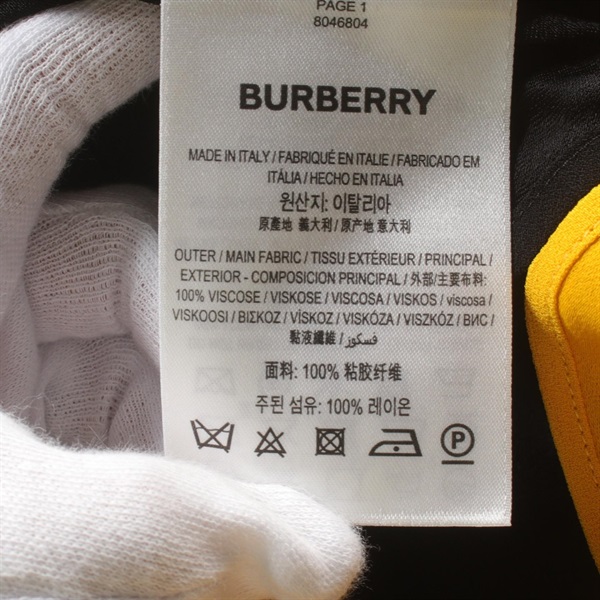 PAGE 1
8046804
BURBERRY
MADE IN ITALY / FABRIQUÉ EN ITALIE / FABRICADO EM
ITÁLIA / HECHO EN ITALIA
원산지: 이탈리아
原產地 義大利 / 原产地 意大利
OUTER / MAIN FABRIC / TISSU EXTÉRIEUR / PRINCIPAL /
EXTERIOR - COMPOSICION PRINCIPAL / 外部/主要布料:
100% VISCOSE / VISKOSE / VISCOSA / VISKOS / viscosa /
VISKOOSI / ΒΙΣΚΟΖ / VÍSKOZ / VISKÓZA / VISZKÓZ / ВИС /
黏液纖維 / فسكوز
面料: 100% 粘胶纤维
주된 섬유: 100% 레이온
P